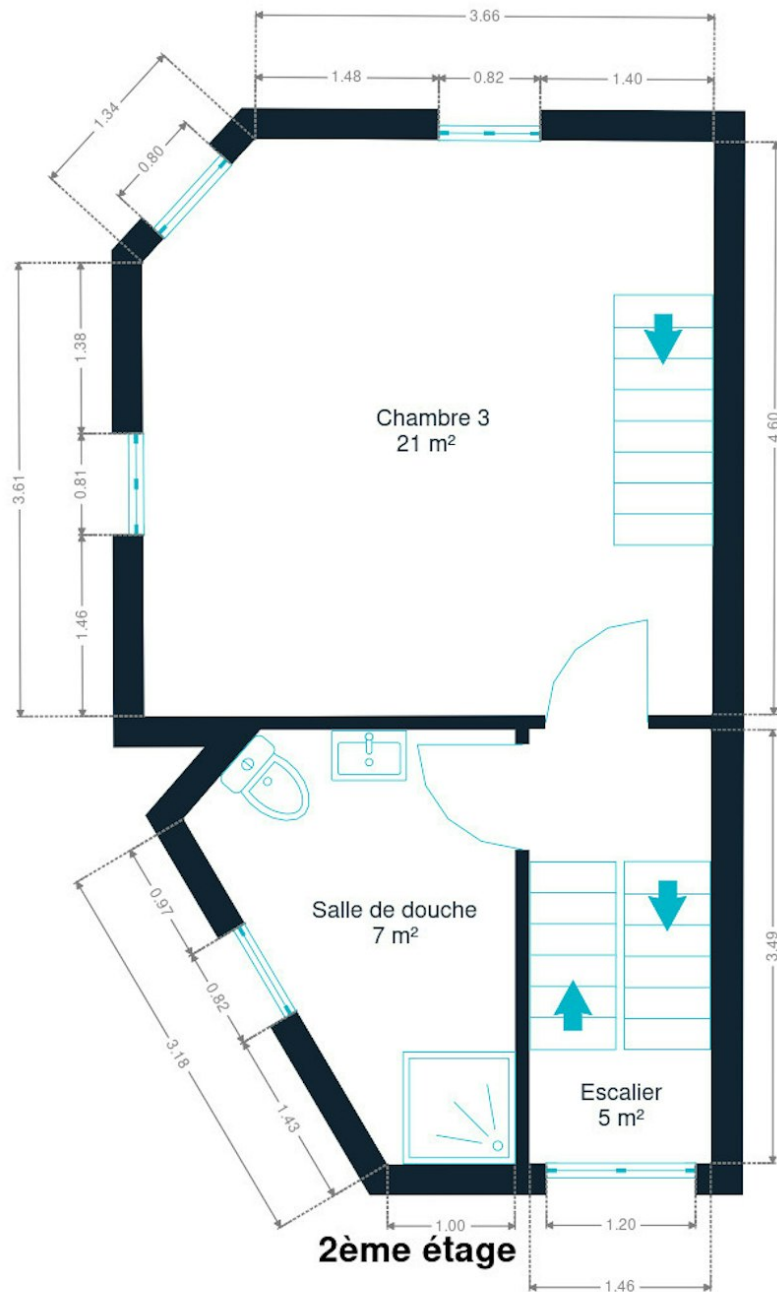 3.66
1.48
0.82
1.40
1.34
0.80
1.38
3.61
0.81
1.46
4.60
Chambre 3
21 m²
Salle de douche
7 m²
0.97
0.82
3.18
1.43
3.49
Escalier
5 m²
1.00
1.20
2ème étage
1.46